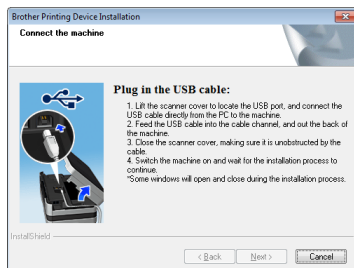 Brother Printing Device Installation
Connect the machine
Plug in the USB cable:
1. Lift the scanner cover to locate the USB port, and connect the
USB cable directly from the PC to the machine.
2. Feed the USB cable into the cable channel, and out the back of
the machine.
3. Close the scanner cover, making sure it is unobstructed by the
cable.
4. Switch the machine on and wait for the installation process to
continue.
*Some windows will open and close during the installation process.
InstallShield
< Back
Next >
Cancel